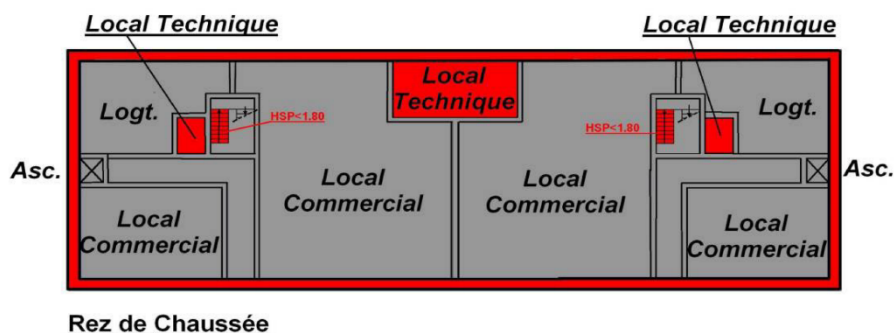 Local Technique
Local Technique
Local
Technique
Logt.
Logt.
HSP<1.80
HSP<1.80
Asc.
Asc.
Local
Commercial
Local
Commercial
Local
Commercial
Local
Commercial
Rez de Chaussée